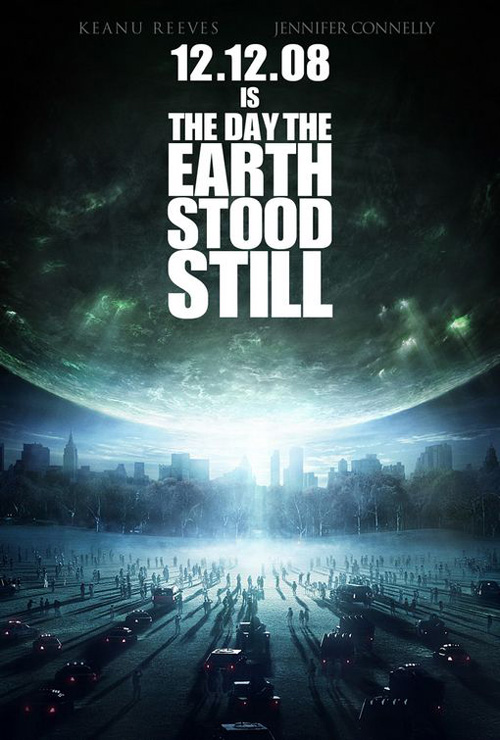 KEANU REEVES JENNIFER CONNELLY
12.12.08
IS
THE DAY THE
EARTH
STOOD
STILL